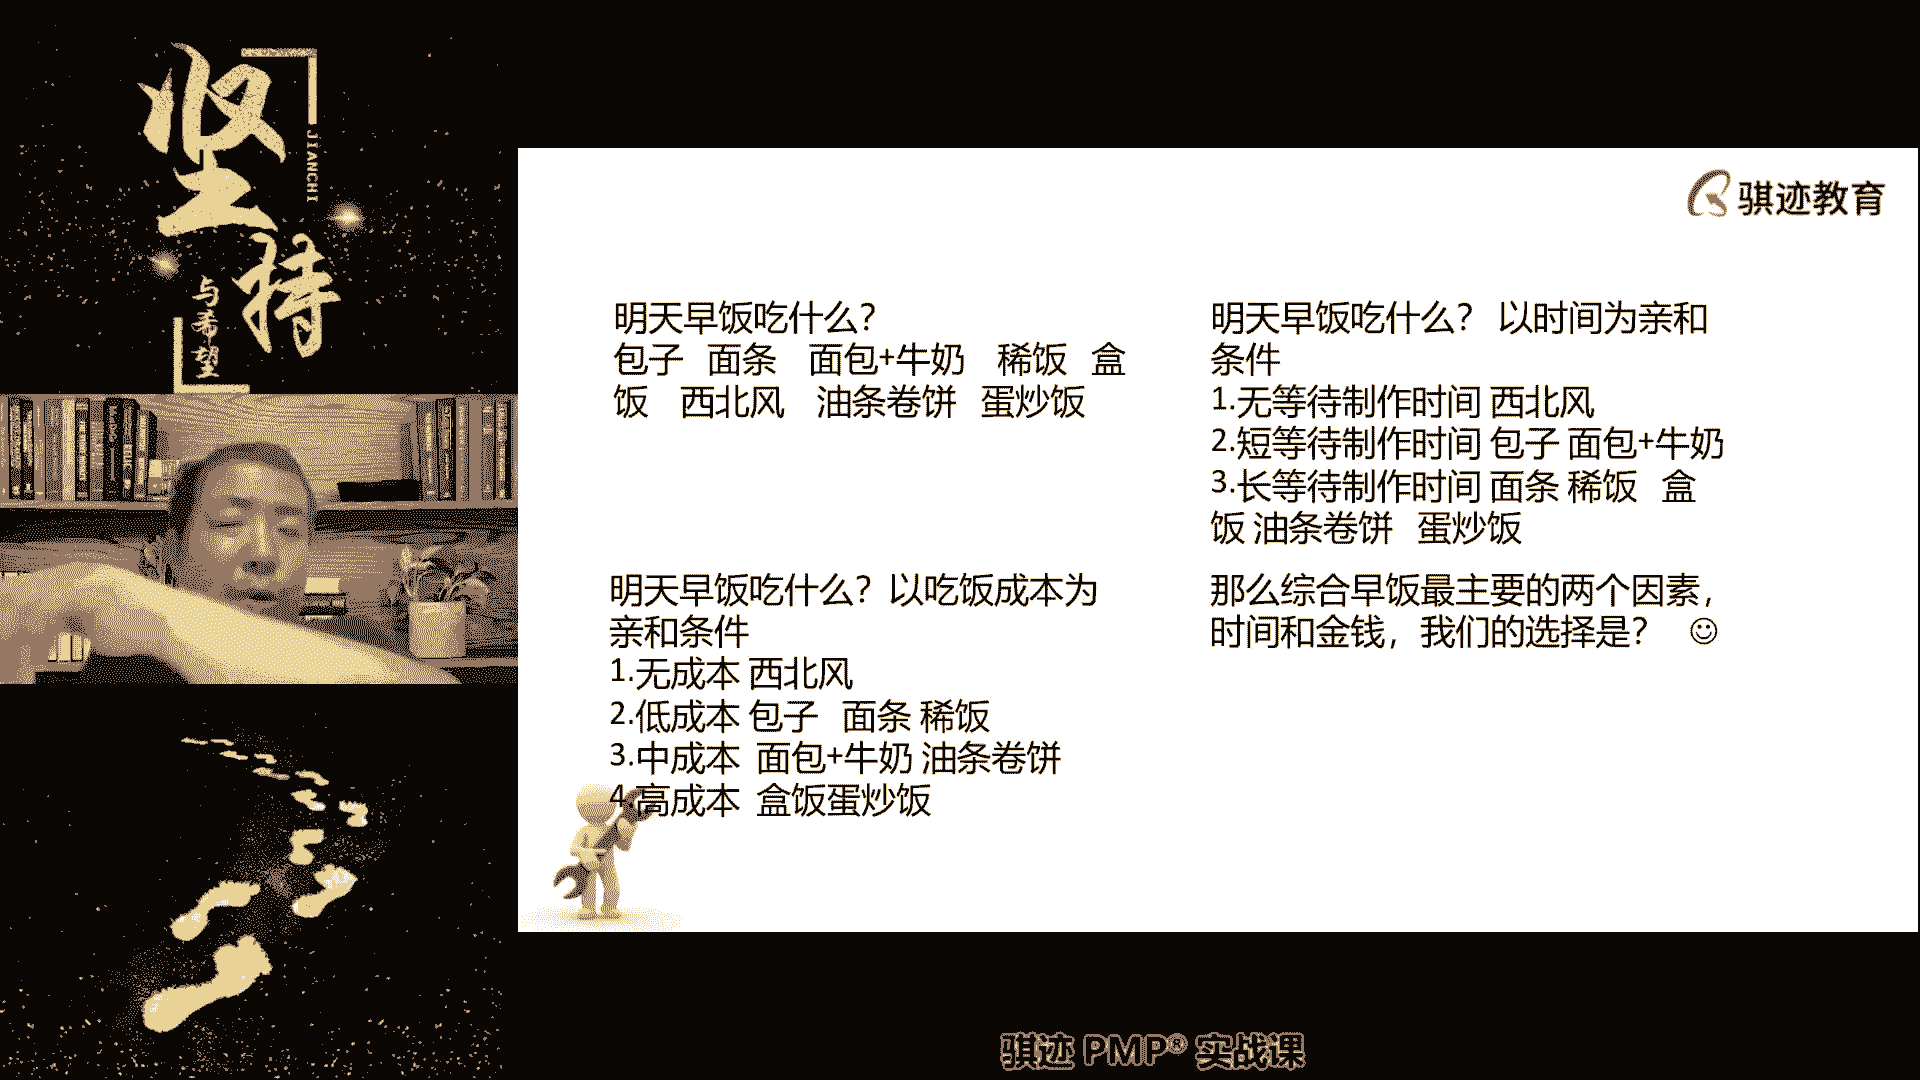 坚持
JIANCHI
与希望
骐迹教育
明天早饭吃什么？
包子 面条 面包+牛奶 稀饭 盒
饭 西北风 油条卷饼 蛋炒饭
明天早饭吃什么？ 以时间为亲和
条件
1.无等待制作时间 西北风
2.短等待制作时间 包子 面包+牛奶
3.长等待制作时间 面条 稀饭 盒
饭 油条卷饼 蛋炒饭
明天早饭吃什么？以吃饭成本为
亲和条件
1.无成本 西北风
2.低成本 包子 面条 稀饭
3.中成本 面包+牛奶 油条卷饼
4.高成本 盒饭蛋炒饭
那么综合早饭最主要的两个因素，
时间和金钱，我们的选择是？ ☺
骐迹 PMP® 实战课